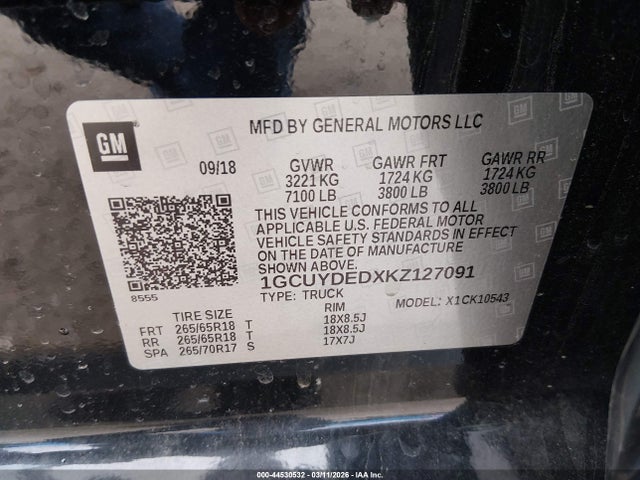 GM
MFD BY GENERAL MOTORS LLC
09/18
GVWR GAWR FRT GAWR RR
3221 KG 1724 KG 1724 KG
7100 LB 3800 LB 3800 LB
THIS VEHICLE CONFORMS TO ALL
APPLICABLE U.S. FEDERAL MOTOR
VEHICLE SAFETY STANDARDS IN EFFECT
ON THE DATE OF MANUFACTURE
SHOWN ABOVE.
8555
1GCUYDEDXKZ127091
TYPE: TRUCK MODEL: X1CK10543
TIRE SIZE RIM
FRT 265/65R18 T 18X8.5J
RR 265/65R18 T 18X8.5J
SPA 265/70R17 S 17X7J
000-44530532 - 03/11/2026 - IAA Inc.